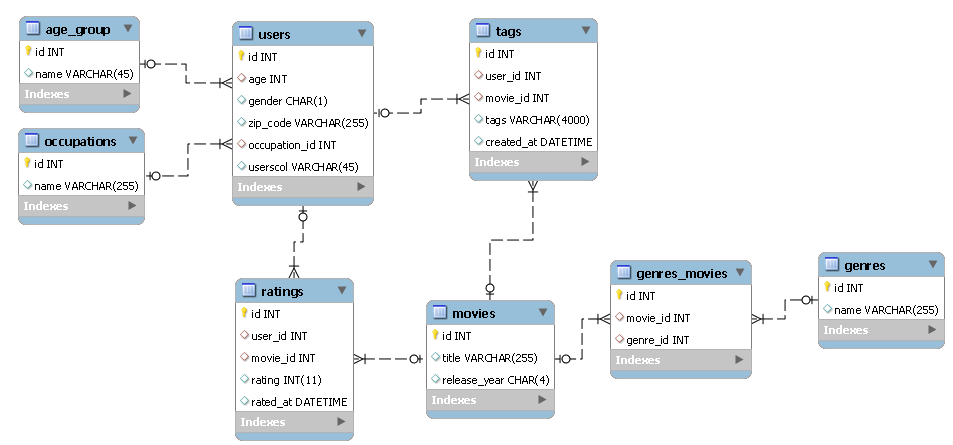 age_group
id INT
name VARCHAR(45)
Indexes
occupations
id INT
name VARCHAR(255)
Indexes
users
id INT
age INT
gender CHAR(1)
zip_code VARCHAR(255)
occupation_id INT
userscol VARCHAR(45)
Indexes
tags
id INT
user_id INT
movie_id INT
tags VARCHAR(4000)
created_at DATETIME
Indexes
ratings
id INT
user_id INT
movie_id INT
rating INT(11)
rated_at DATETIME
Indexes
movies
id INT
title VARCHAR(255)
release_year CHAR(4)
Indexes
genres_movies
id INT
movie_id INT
genre_id INT
Indexes
genres
id INT
name VARCHAR(255)
Indexes